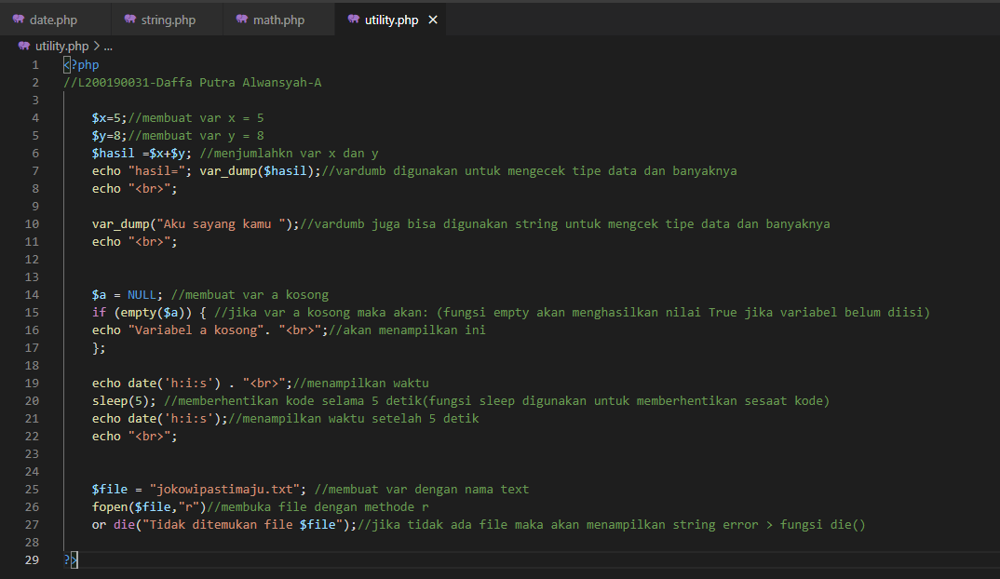 date.php string.php math.php utility.php ×
utility.php > ...
1 <?php
2 //L200190031-Daffa Putra Alwansyah-A
3
4 $x=5;//membuat var x = 5
5 $y=8;//membuat var y = 8
6 $hasil =$x+$y; //menjumlahkn var x dan y
7 echo "hasil="; var_dump($hasil);//vardumb digunakan untuk mengecek tipe data dan banyaknya
8 echo "<br>";
9
10 var_dump("Aku sayang kamu ");//vardumb juga bisa digunakan string untuk mengcek tipe data dan banyaknya
11 echo "<br>";
12
13
14 $a = NULL; //membuat var a kosong
15 if (empty($a)) { //jika var a kosong maka akan: (fungsi empty akan menghasilkan nilai True jika variabel belum diisi)
16 echo "Variabel a kosong". "<br>";//akan menampilkan ini
17 };
18
19 echo date('h:i:s') . "<br>";//menampilkan waktu
20 sleep(5); //memberhentikan kode selama 5 detik(fungsi sleep digunakan untuk memberhentikan sesaat kode)
21 echo date('h:i:s');//menampilkan waktu setelah 5 detik
22 echo "<br>";
23
24
25 $file = "jokowipastimaju.txt"; //membuat var dengan nama text
26 fopen($file,"r")//membuka file dengan methode r
27 or die("Tidak ditemukan file $file");//jika tidak ada file maka akan menampilkan string error > fungsi die()
28
29 ?>